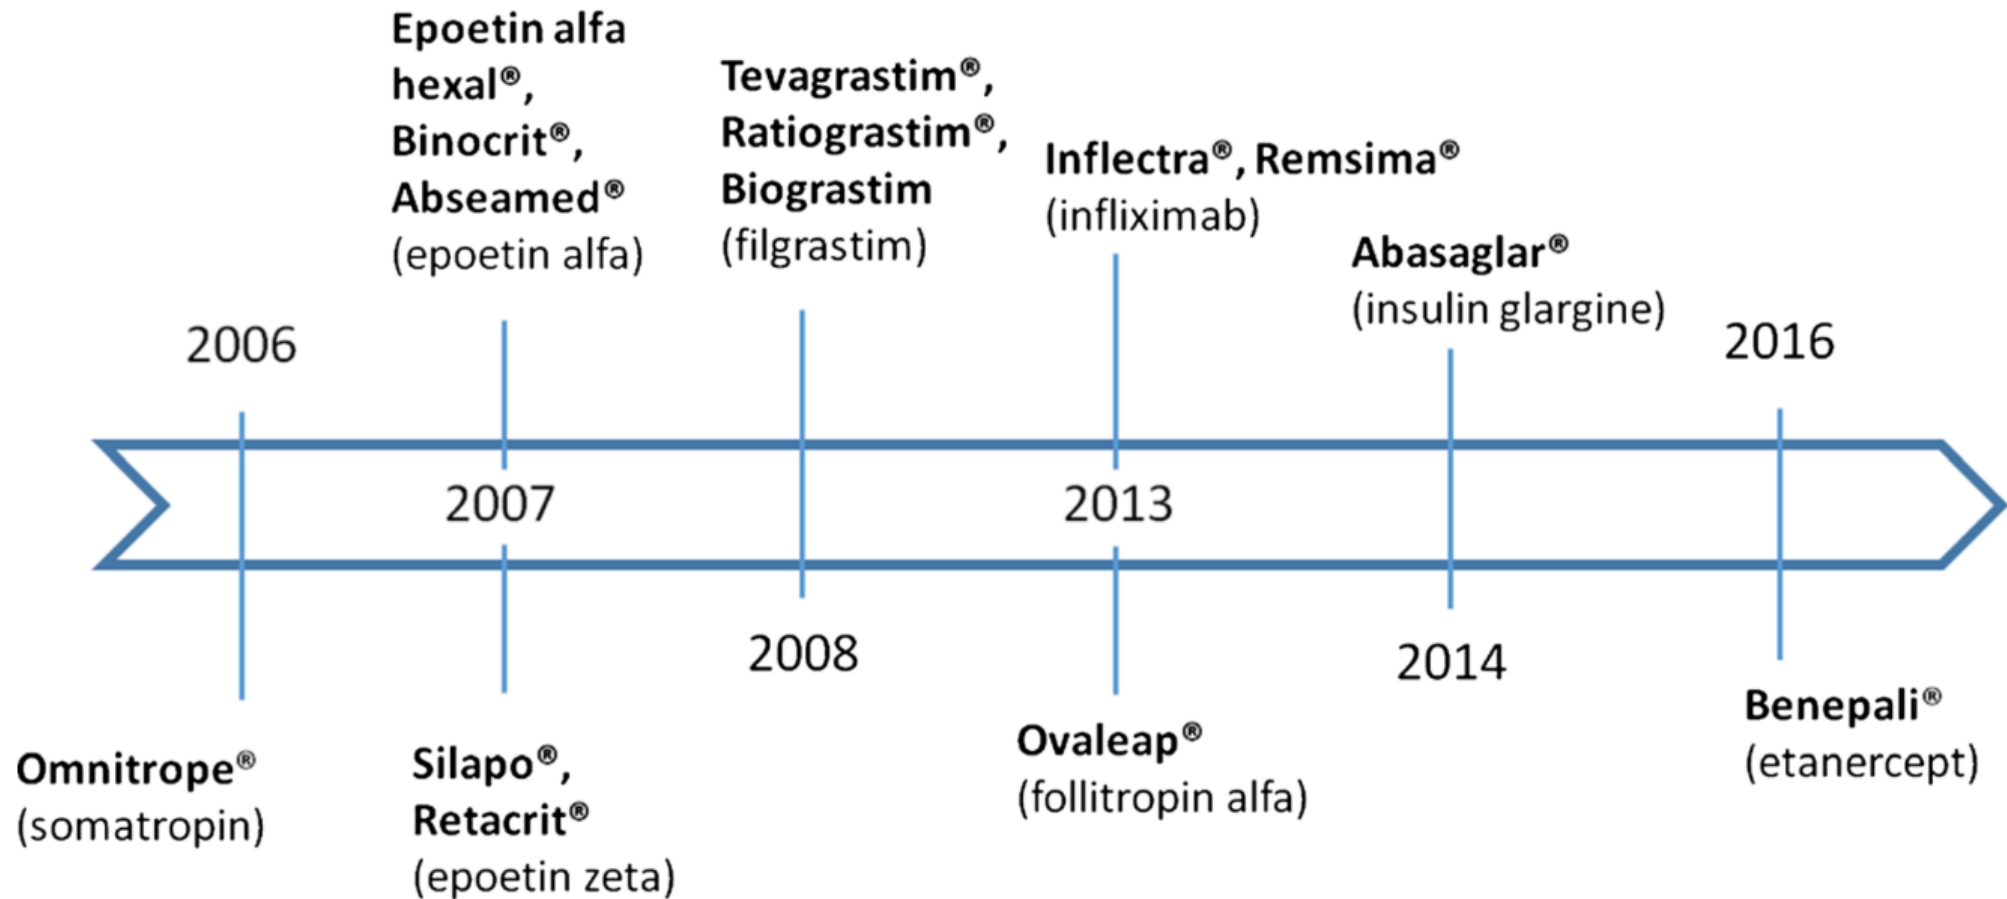 2006
Omnitrope®
(somatropin)
Epoetin alfa
hexal®,
Binocrit®,
Abseamed®
(epoetin alfa)
2007
Silapo®,
Retacrit®
(epoetin zeta)
Tevagrastim®,
Ratiograstim®,
Biograstim
(filgrastim)
2008
Inflectra®, Remsima®
(infliximab)
2013
Ovaleap®
(follitropin alfa)
Abasaglar®
(insulin glargine)
2014
2016
Benepali®
(etanercept)